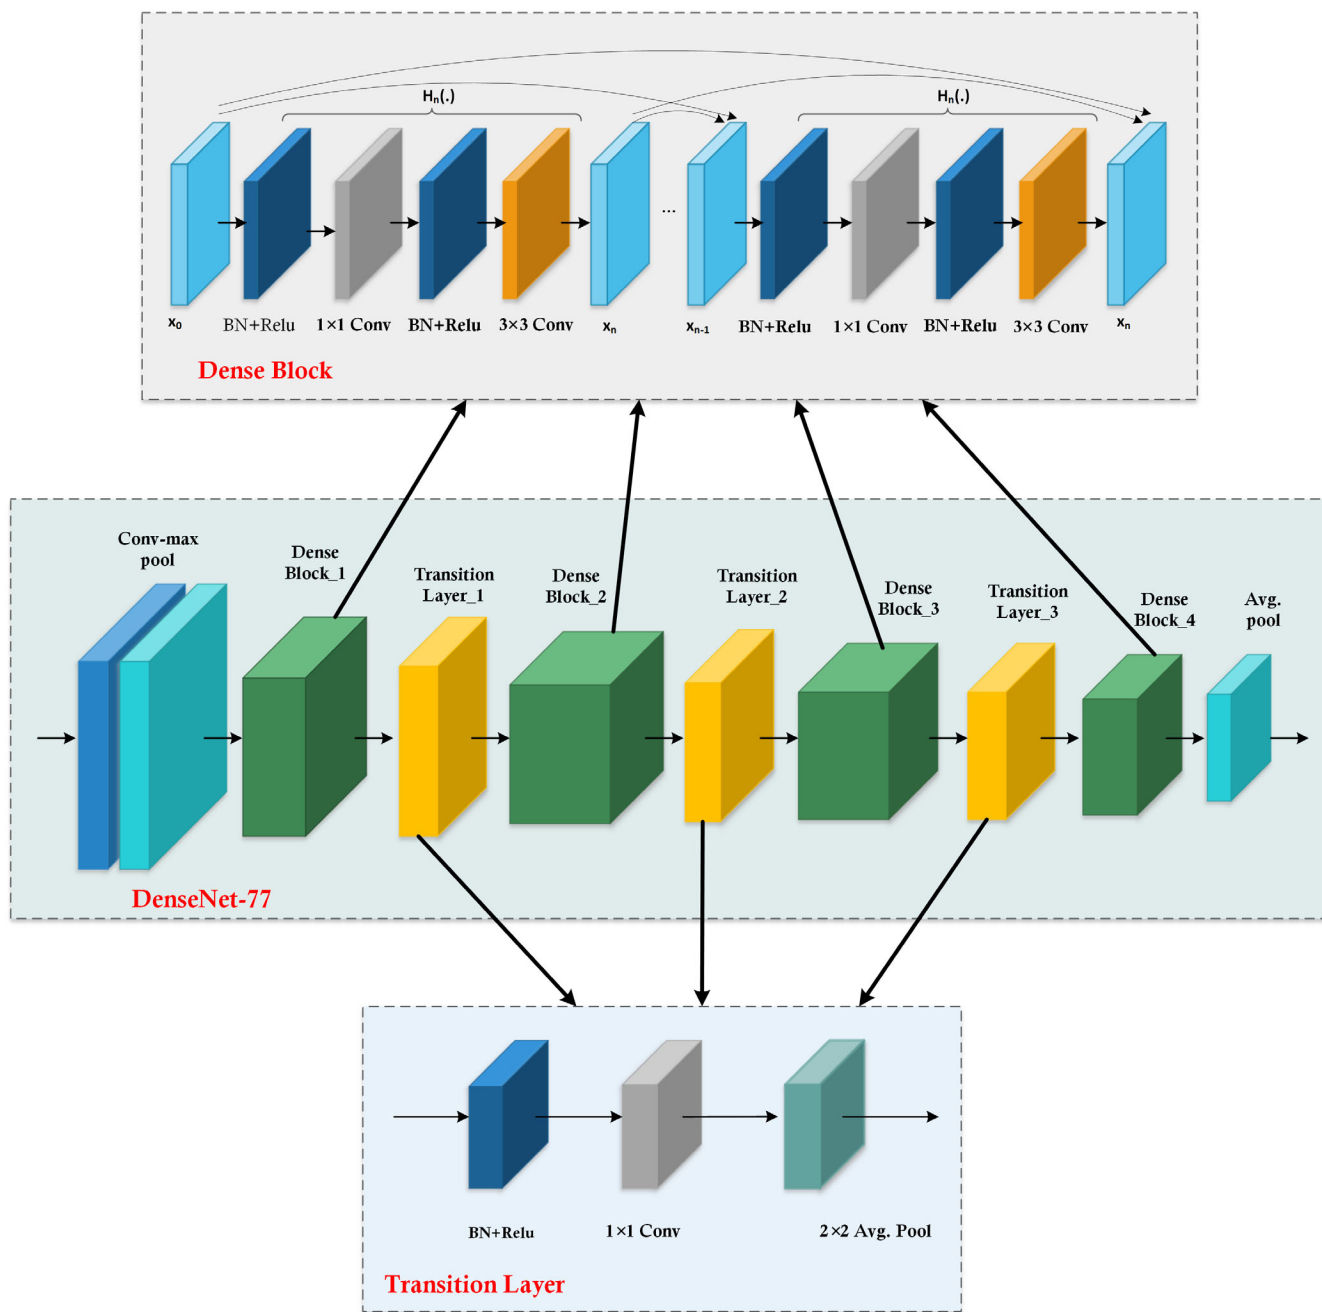 Hₙ(.)
Hₙ(.)
...
x₀
BN+Relu
1×1 Conv
BN+Relu
3×3 Conv
xₙ
xₙ₋₁
BN+Relu
1×1 Conv
BN+Relu
3×3 Conv
xₙ
Dense Block
Conv-max
pool
Dense
Block_1
Transition
Layer_1
Dense
Block_2
Transition
Layer_2
Dense
Block_3
Transition
Layer_3
Dense
Block_4
Avg.
pool
DenseNet-77
BN+Relu
1×1 Conv
2×2 Avg. Pool
Transition Layer